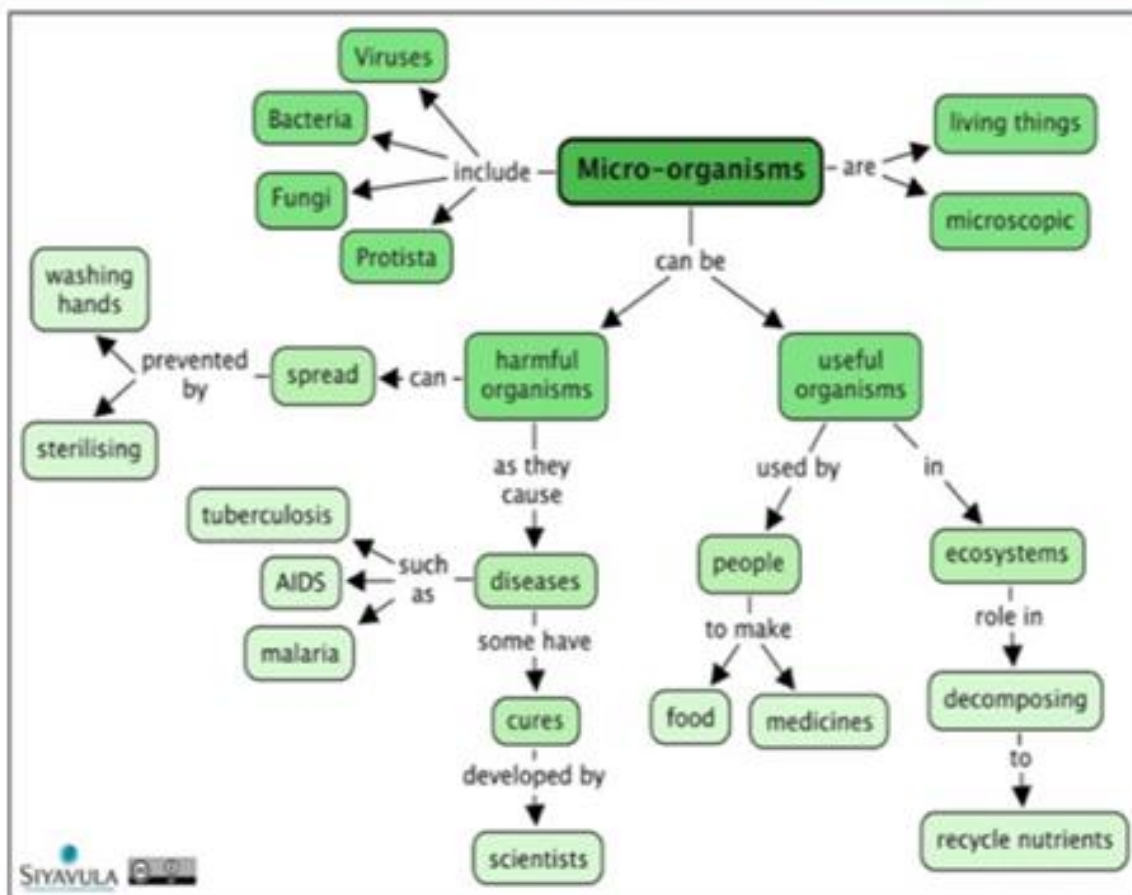 Viruses
Bacteria
include
Fungi
Protista
Micro-organisms
are
living things
microscopic
can be
harmful
organisms
useful
organisms
can
spread
prevented
by
washing
hands
sterilising
as they
cause
diseases
such
as
tuberculosis
AIDS
malaria
some have
cures
developed by
scientists
used by
people
to make
food
medicines
in
ecosystems
role in
decomposing
to
recycle nutrients
SIYAVULA